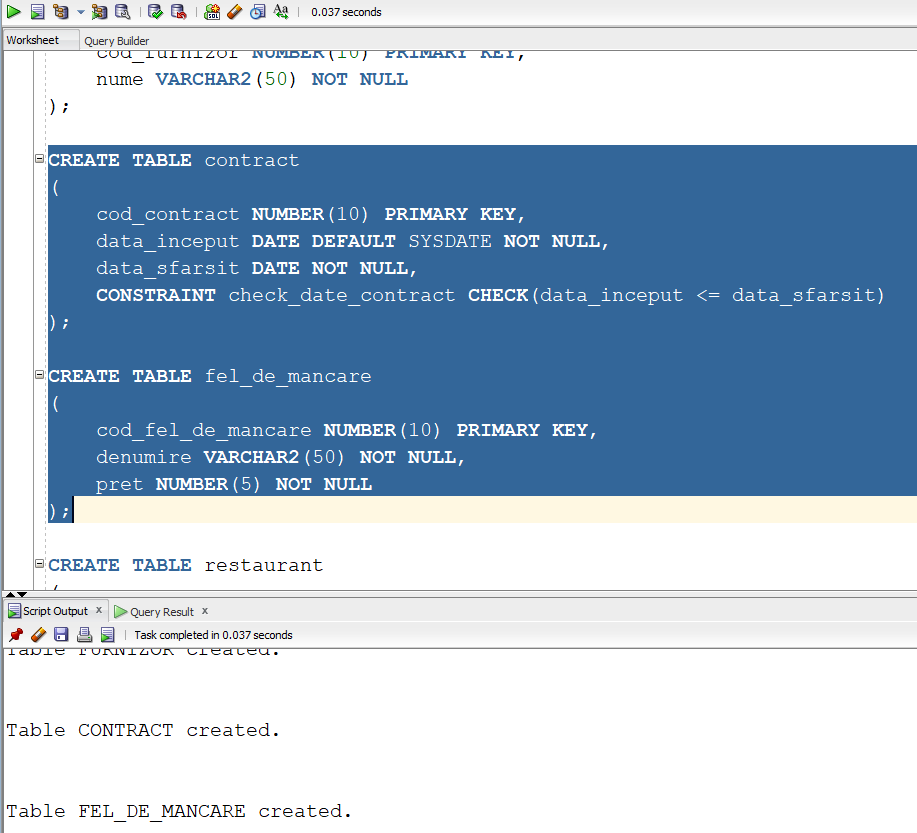 0.037 seconds
Worksheet Query Builder
cod_furnizor NUMBER(10) PRIMARY KEY,
nume VARCHAR2(50) NOT NULL
);
CREATE TABLE contract
(
cod_contract NUMBER(10) PRIMARY KEY,
data_inceput DATE DEFAULT SYSDATE NOT NULL,
data_sfarsit DATE NOT NULL,
CONSTRAINT check_date_contract CHECK(data_inceput <= data_sfarsit)
);
CREATE TABLE fel_de_mancare
(
cod_fel_de_mancare NUMBER(10) PRIMARY KEY,
denumire VARCHAR2(50) NOT NULL,
pret NUMBER(5) NOT NULL
);
CREATE TABLE restaurant
(
Script Output x Query Result x
Task completed in 0.037 seconds
Table FURNIZOR created.
Table CONTRACT created.
Table FEL_DE_MANCARE created.